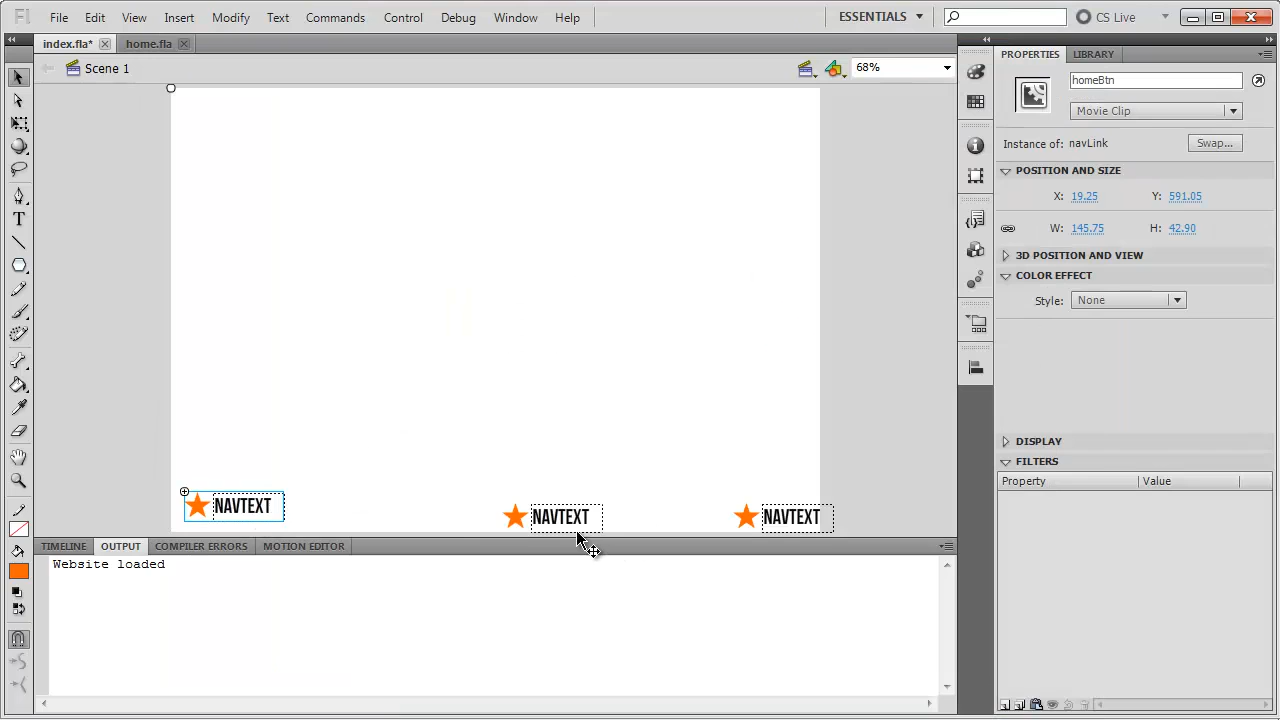 Fl File Edit View Insert Modify Text Commands Control Debug Window Help ESSENTIALS CS Live
index.fla* home.fla
Scene 1 68%
PROPERTIES LIBRARY
homeBtn
Movie Clip
Instance of: navLink Swap...
POSITION AND SIZE
X: 19.25 Y: 591.05
W: 145.75 H: 42.90
3D POSITION AND VIEW
COLOR EFFECT
Style: None
DISPLAY
FILTERS
Property Value
NAVTEXT NAVTEXT NAVTEXT
TIMELINE OUTPUT COMPILER ERRORS MOTION EDITOR
Website loaded